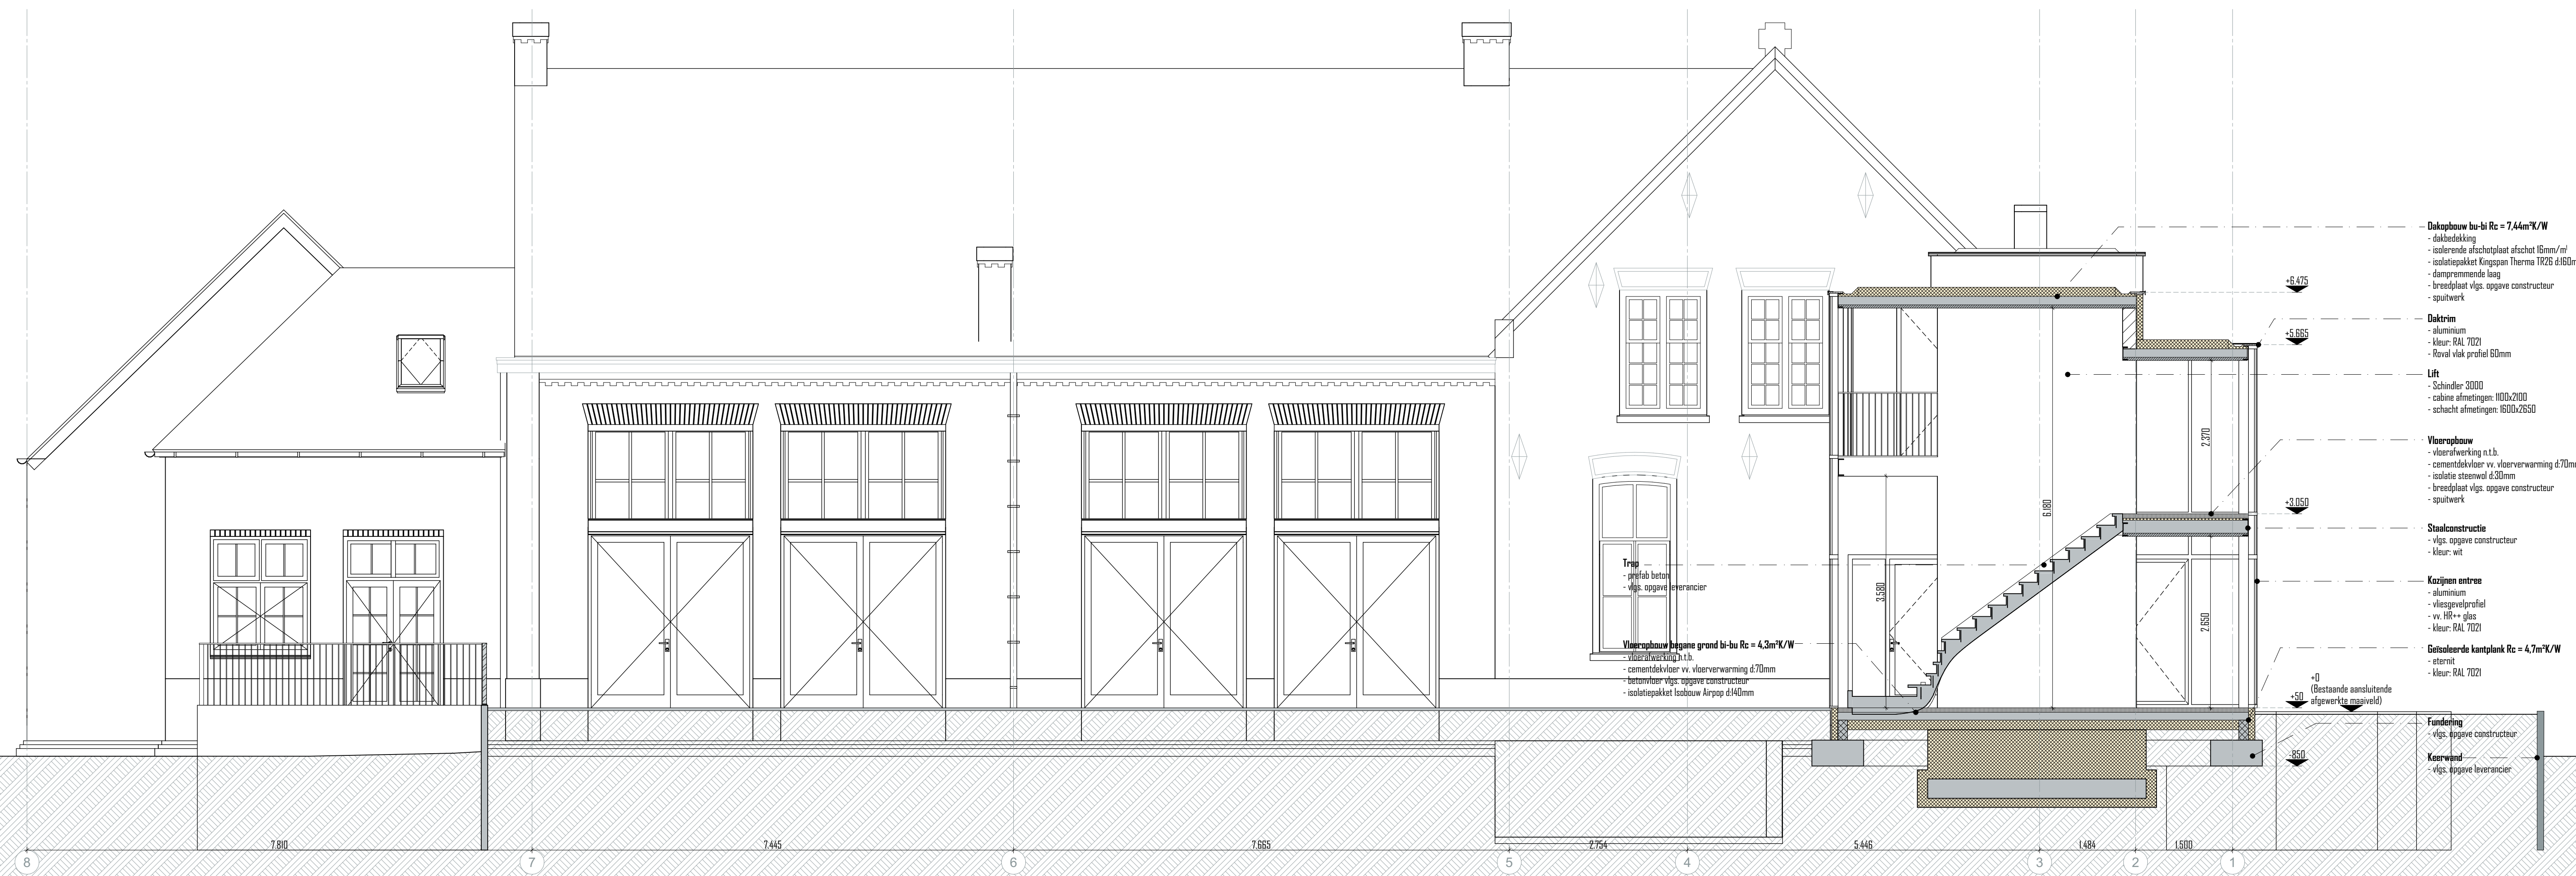 Dakopbouw bu-bi Rc = 7,44m²K/W
- dakbedekking
- isolerende afschotplaat afschot 16mm/m¹
- isolatiepakket Kingspan Therma TR26 d:160m
- dampremmende laag
- breedplaat vlgs. opgave constructeur
- spuitwerk
+6.475
Daktrim
- aluminium
- kleur: RAL 7021
- Roval vlak profiel 60mm
+5.665
Lift
- Schindler 3000
- cabine afmetingen: 1100x2100
- schacht afmetingen: 1600x2650
Vloeropbouw
- vloerafwerking n.t.b.
- cementdekvloer vv. vloerverwarming d:70m
- isolatie steenwol d:30mm
- breedplaat vlgs. opgave constructeur
- spuitwerk
+3.050
Staalconstructie
- vlgs. opgave constructeur
- kleur: wit
Kozijnen entree
- aluminium
- vliesgevelprofiel
- vv. HR++ glas
- kleur: RAL 7021
Geïsoleerde kantplank Rc = 4,7m²K/W
- eternit
- kleur: RAL 7021
+0
(Bestaande aansluitende
afgewerkte maaiveld)
+50
Fundering
- vlgs. opgave constructeur
-850
Keerwand
- vlgs. opgave leverancier
Trap
- prefab beton
- vlgs. opgave leverancier
Vloeropbouw begane grond bi-bu Rc = 4,3m²K/W
- vloerafwerking n.t.b.
- cementdekvloer vv. vloerverwarming d:70mm
- betonvloer vlgs. opgave constructeur
- isolatiepakket Isobouw Airpop d:140mm
3.580
6.180
2.370
2.650
7.810
7.445
7.665
2.754
5.446
1.484
1.500
8
7
6
5
4
3
2
1